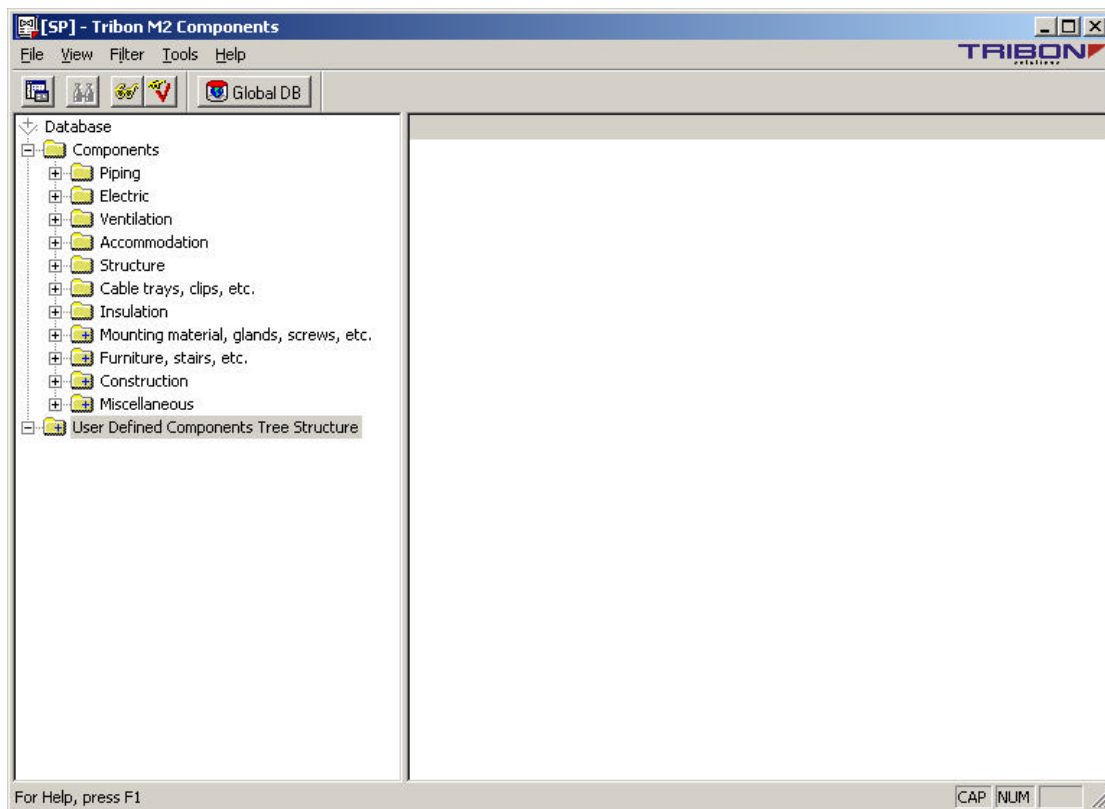 [SP] - Tribon M2 Components
File View Filter Tools Help
TRIBON
solutions
Global DB
Database
Components
Piping
Electric
Ventilation
Accommodation
Structure
Cable trays, clips, etc.
Insulation
Mounting material, glands, screws, etc.
Furniture, stairs, etc.
Construction
Miscellaneous
User Defined Components Tree Structure
For Help, press F1
CAP NUM